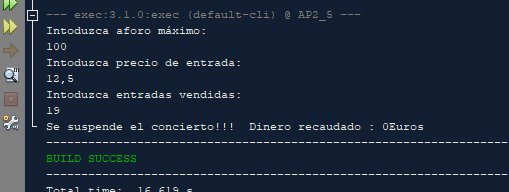 --- exec:3.1.0:exec (default-cli) @ AP2_5 ---
Intoduzca aforo máximo:
100
Intoduzca precio de entrada:
12,5
Intoduzca entradas vendidas:
19
Se suspende el concierto!!!  Dinero recaudado : 0Euros
------------------------------------------------------------------------
BUILD SUCCESS
------------------------------------------------------------------------
Total time:  16.619 s